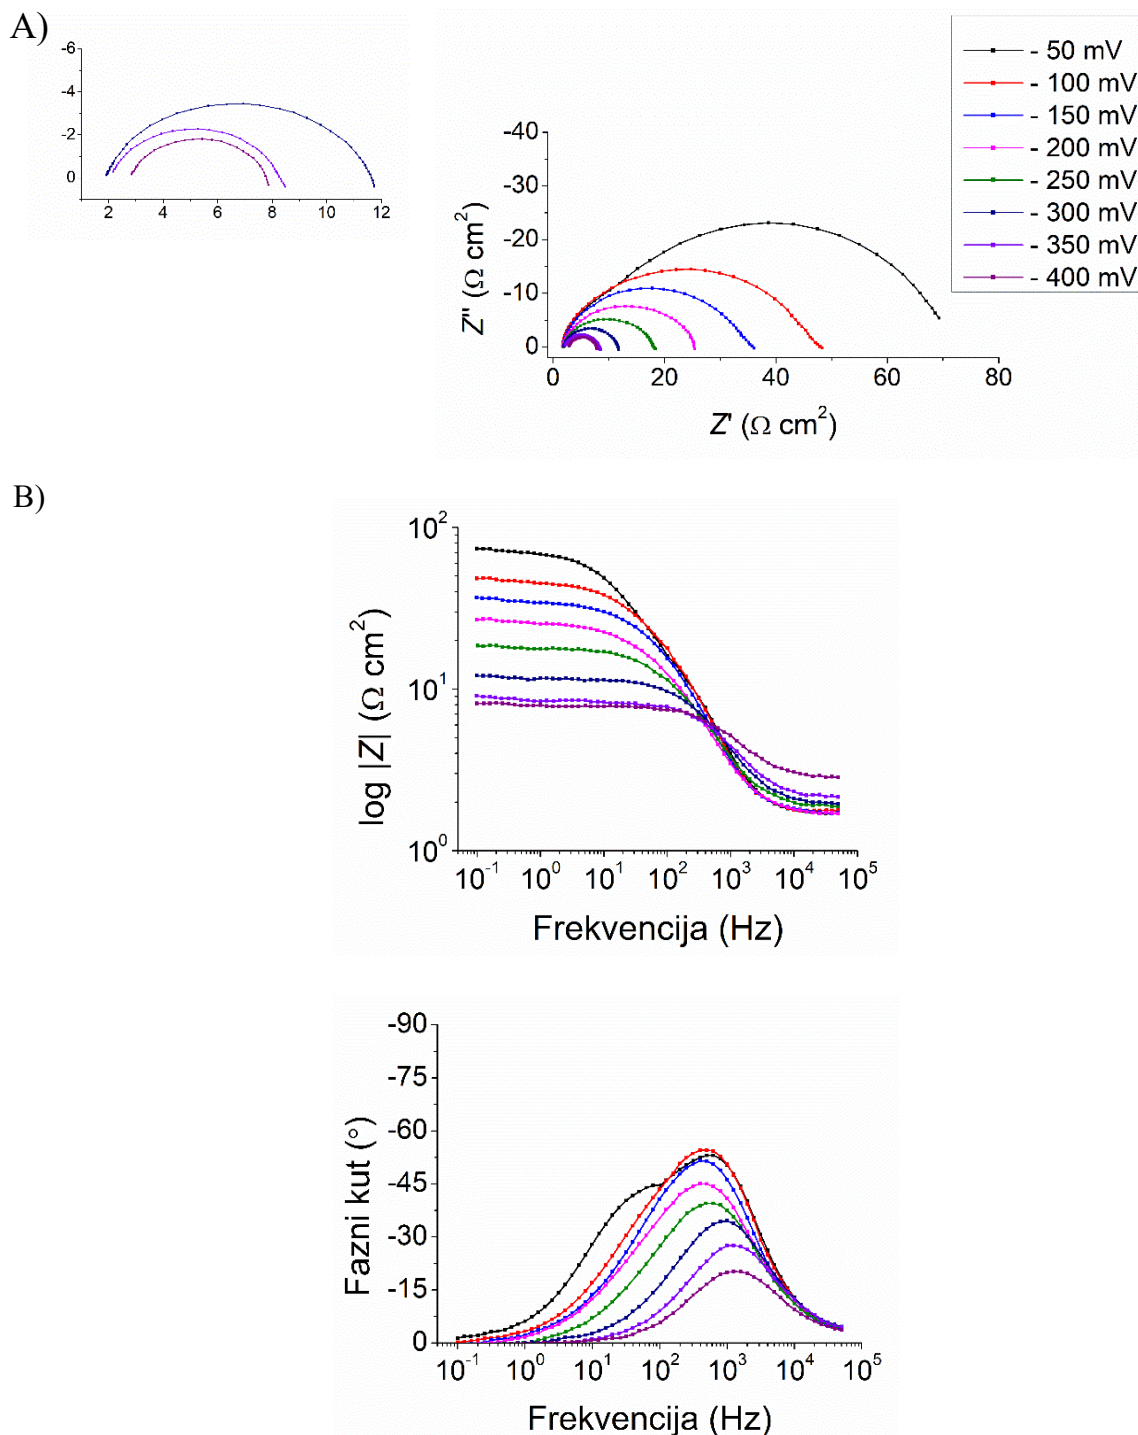 A)
-6
-4
-2
0
2 4 6 8 10 12
- 50 mV
- 100 mV
- 150 mV
- 200 mV
- 250 mV
- 300 mV
- 350 mV
- 400 mV
-40
-30
-20
-10
0
0 20 40 60 80
Z'' (Ω cm²)
Z' (Ω cm²)
B)
10²
10¹
10⁰
log |Z| (Ω cm²)
10⁻¹ 10⁰ 10¹ 10² 10³ 10⁴ 10⁵
Frekvencija (Hz)
-90
-75
-60
-45
-30
-15
0
Fazni kut (°)
10⁻¹ 10⁰ 10¹ 10² 10³ 10⁴ 10⁵
Frekvencija (Hz)